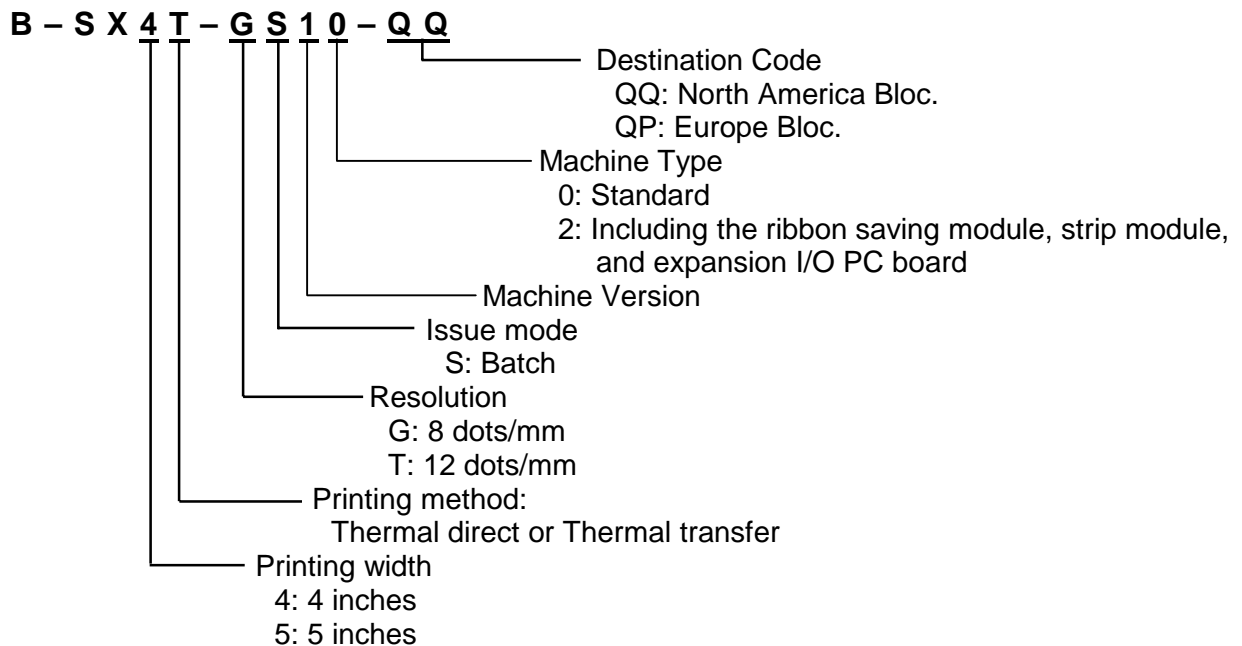 B – S X 4 T – G S 1 0 – Q Q
Destination Code
QQ: North America Bloc.
QP: Europe Bloc.
Machine Type
0: Standard
2: Including the ribbon saving module, strip module,
and expansion I/O PC board
Machine Version
Issue mode
S: Batch
Resolution
G: 8 dots/mm
T: 12 dots/mm
Printing method:
Thermal direct or Thermal transfer
Printing width
4: 4 inches
5: 5 inches